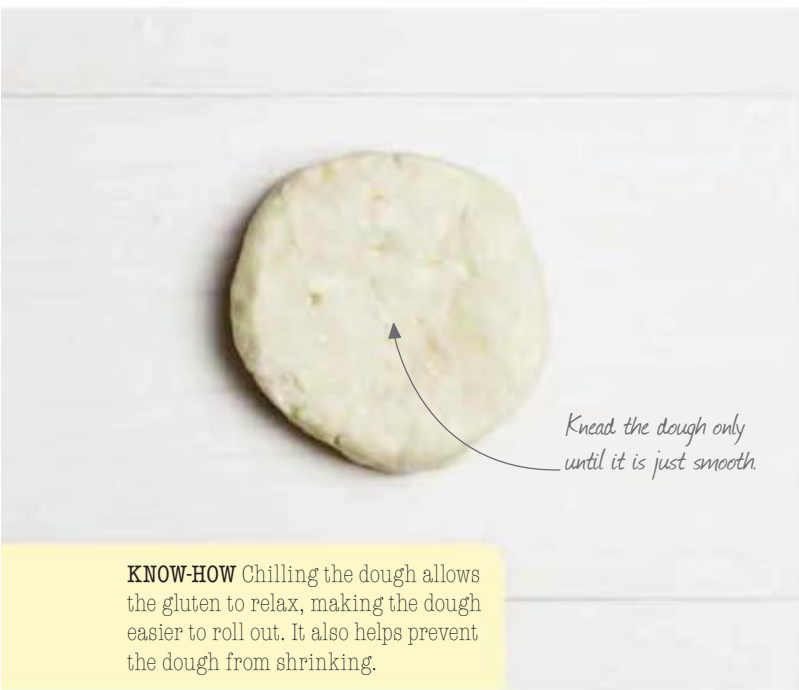 Knead the dough only
until it is just smooth.
KNOW-HOW Chilling the dough allows
the gluten to relax, making the dough
easier to roll out. It also helps prevent
the dough from shrinking.